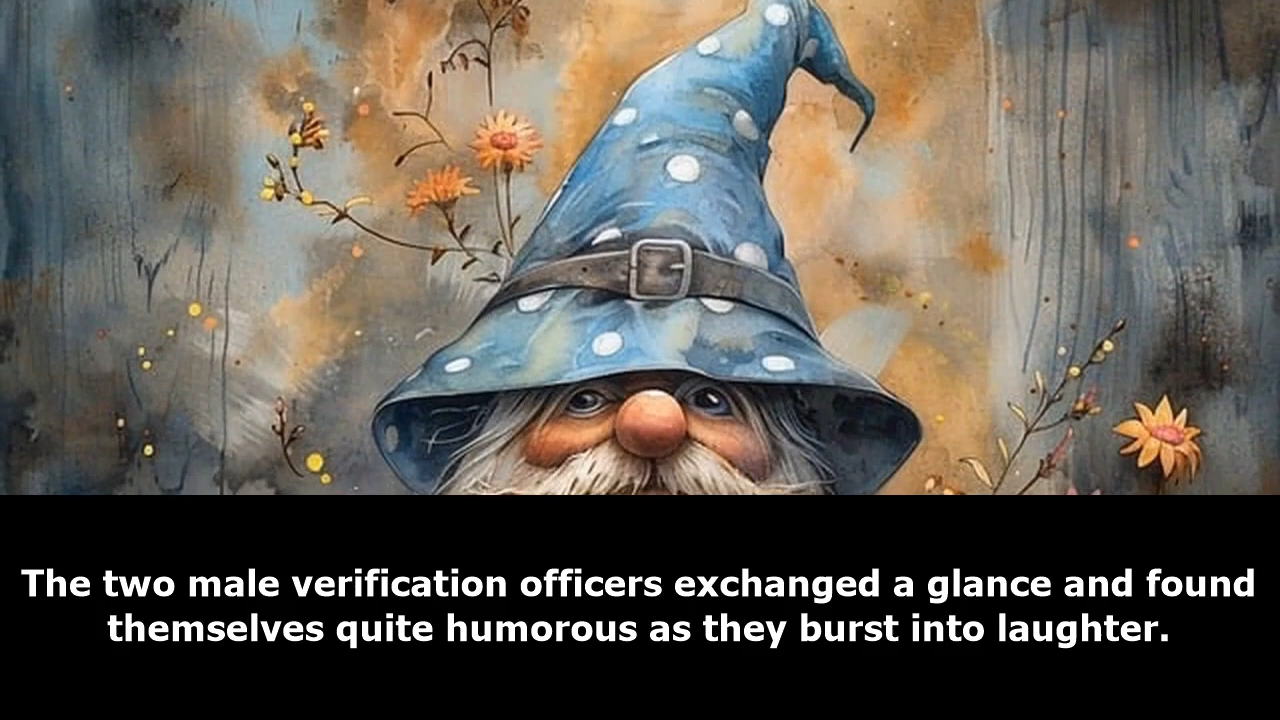 The two male verification officers exchanged a glance and found
themselves quite humorous as they burst into laughter.